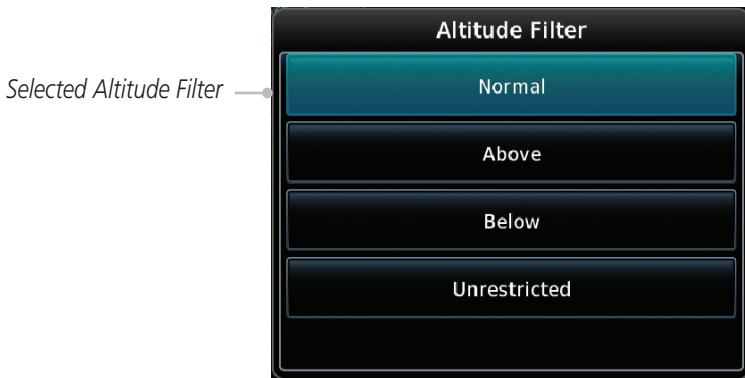 Altitude Filter
Selected Altitude Filter
Normal
Above
Below
Unrestricted